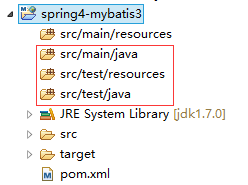 spring4-mybatis3
src/main/resources
src/main/java
src/test/resources
src/test/java
JRE System Library [jdk1.7.0]
src
target
pom.xml